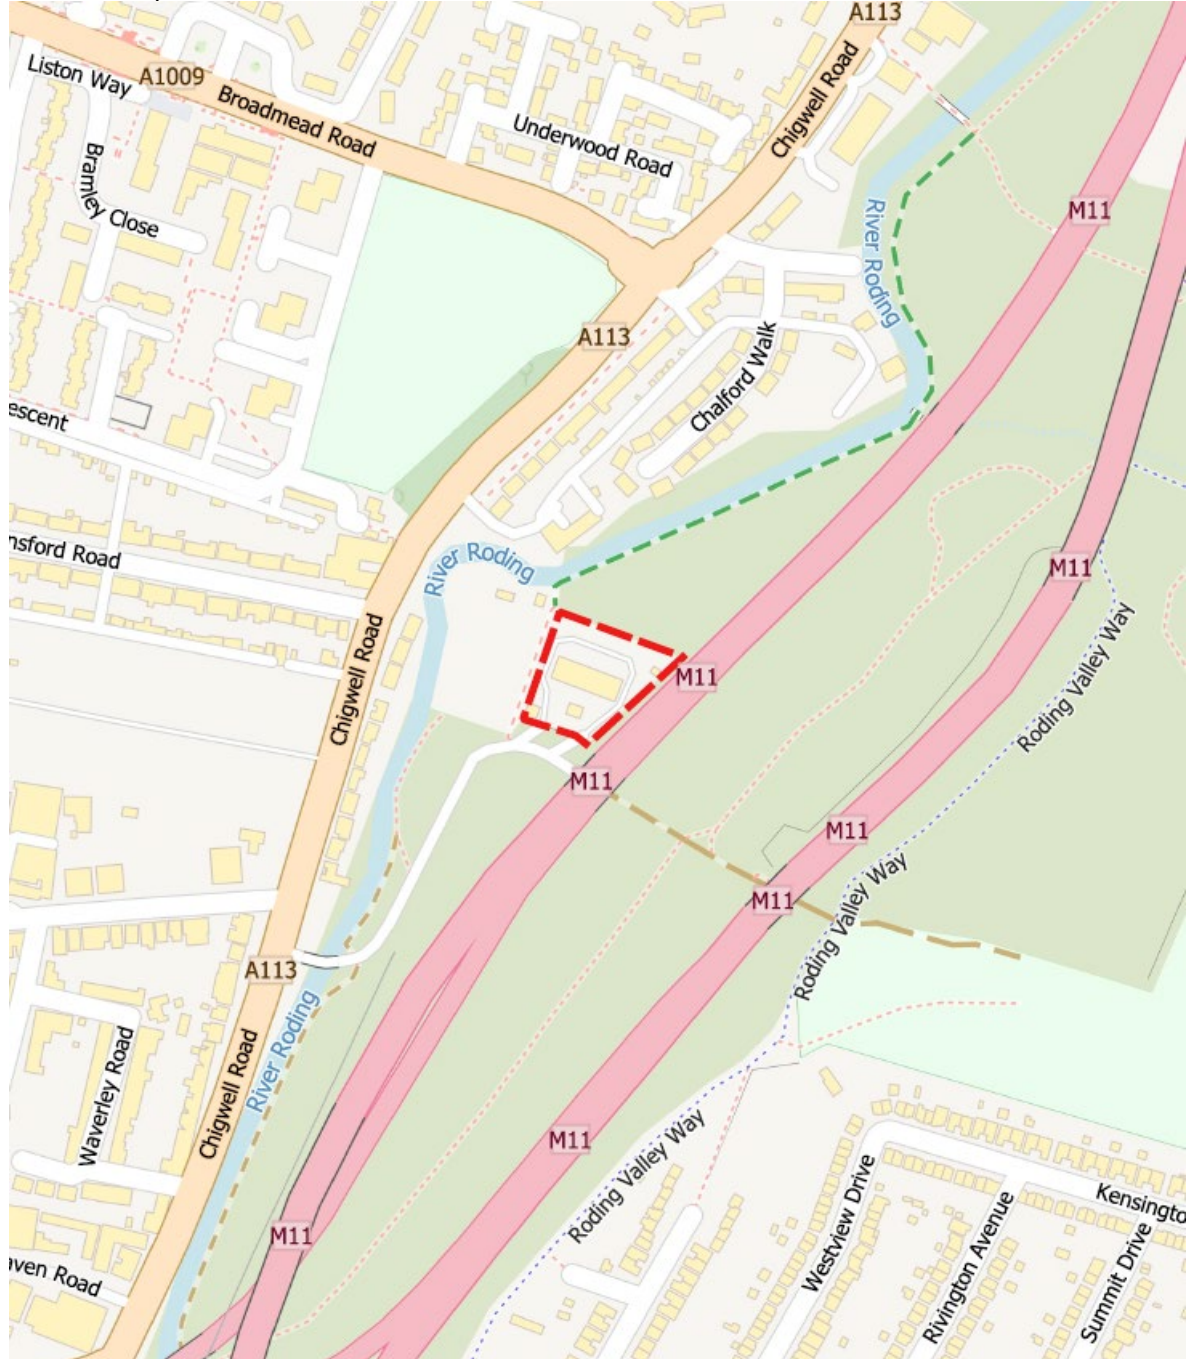 A113
Liston Way
A1009
Broadmead Road
Chigwell Road
Underwood Road
Bramley Close
M11
River Roding
A113
Chalford Walk
escent
nsford Road
River Roding
M11
Chigwell Road
Roding Valley Way
M11
M11
M11
Roding Valley Way
M11
A113
River Roding
Waverley Road
Chigwell Road
M11
Roding Valley Way
Westview Drive
Kensingto
Rivington Avenue
Summit Drive
M11
aven Road